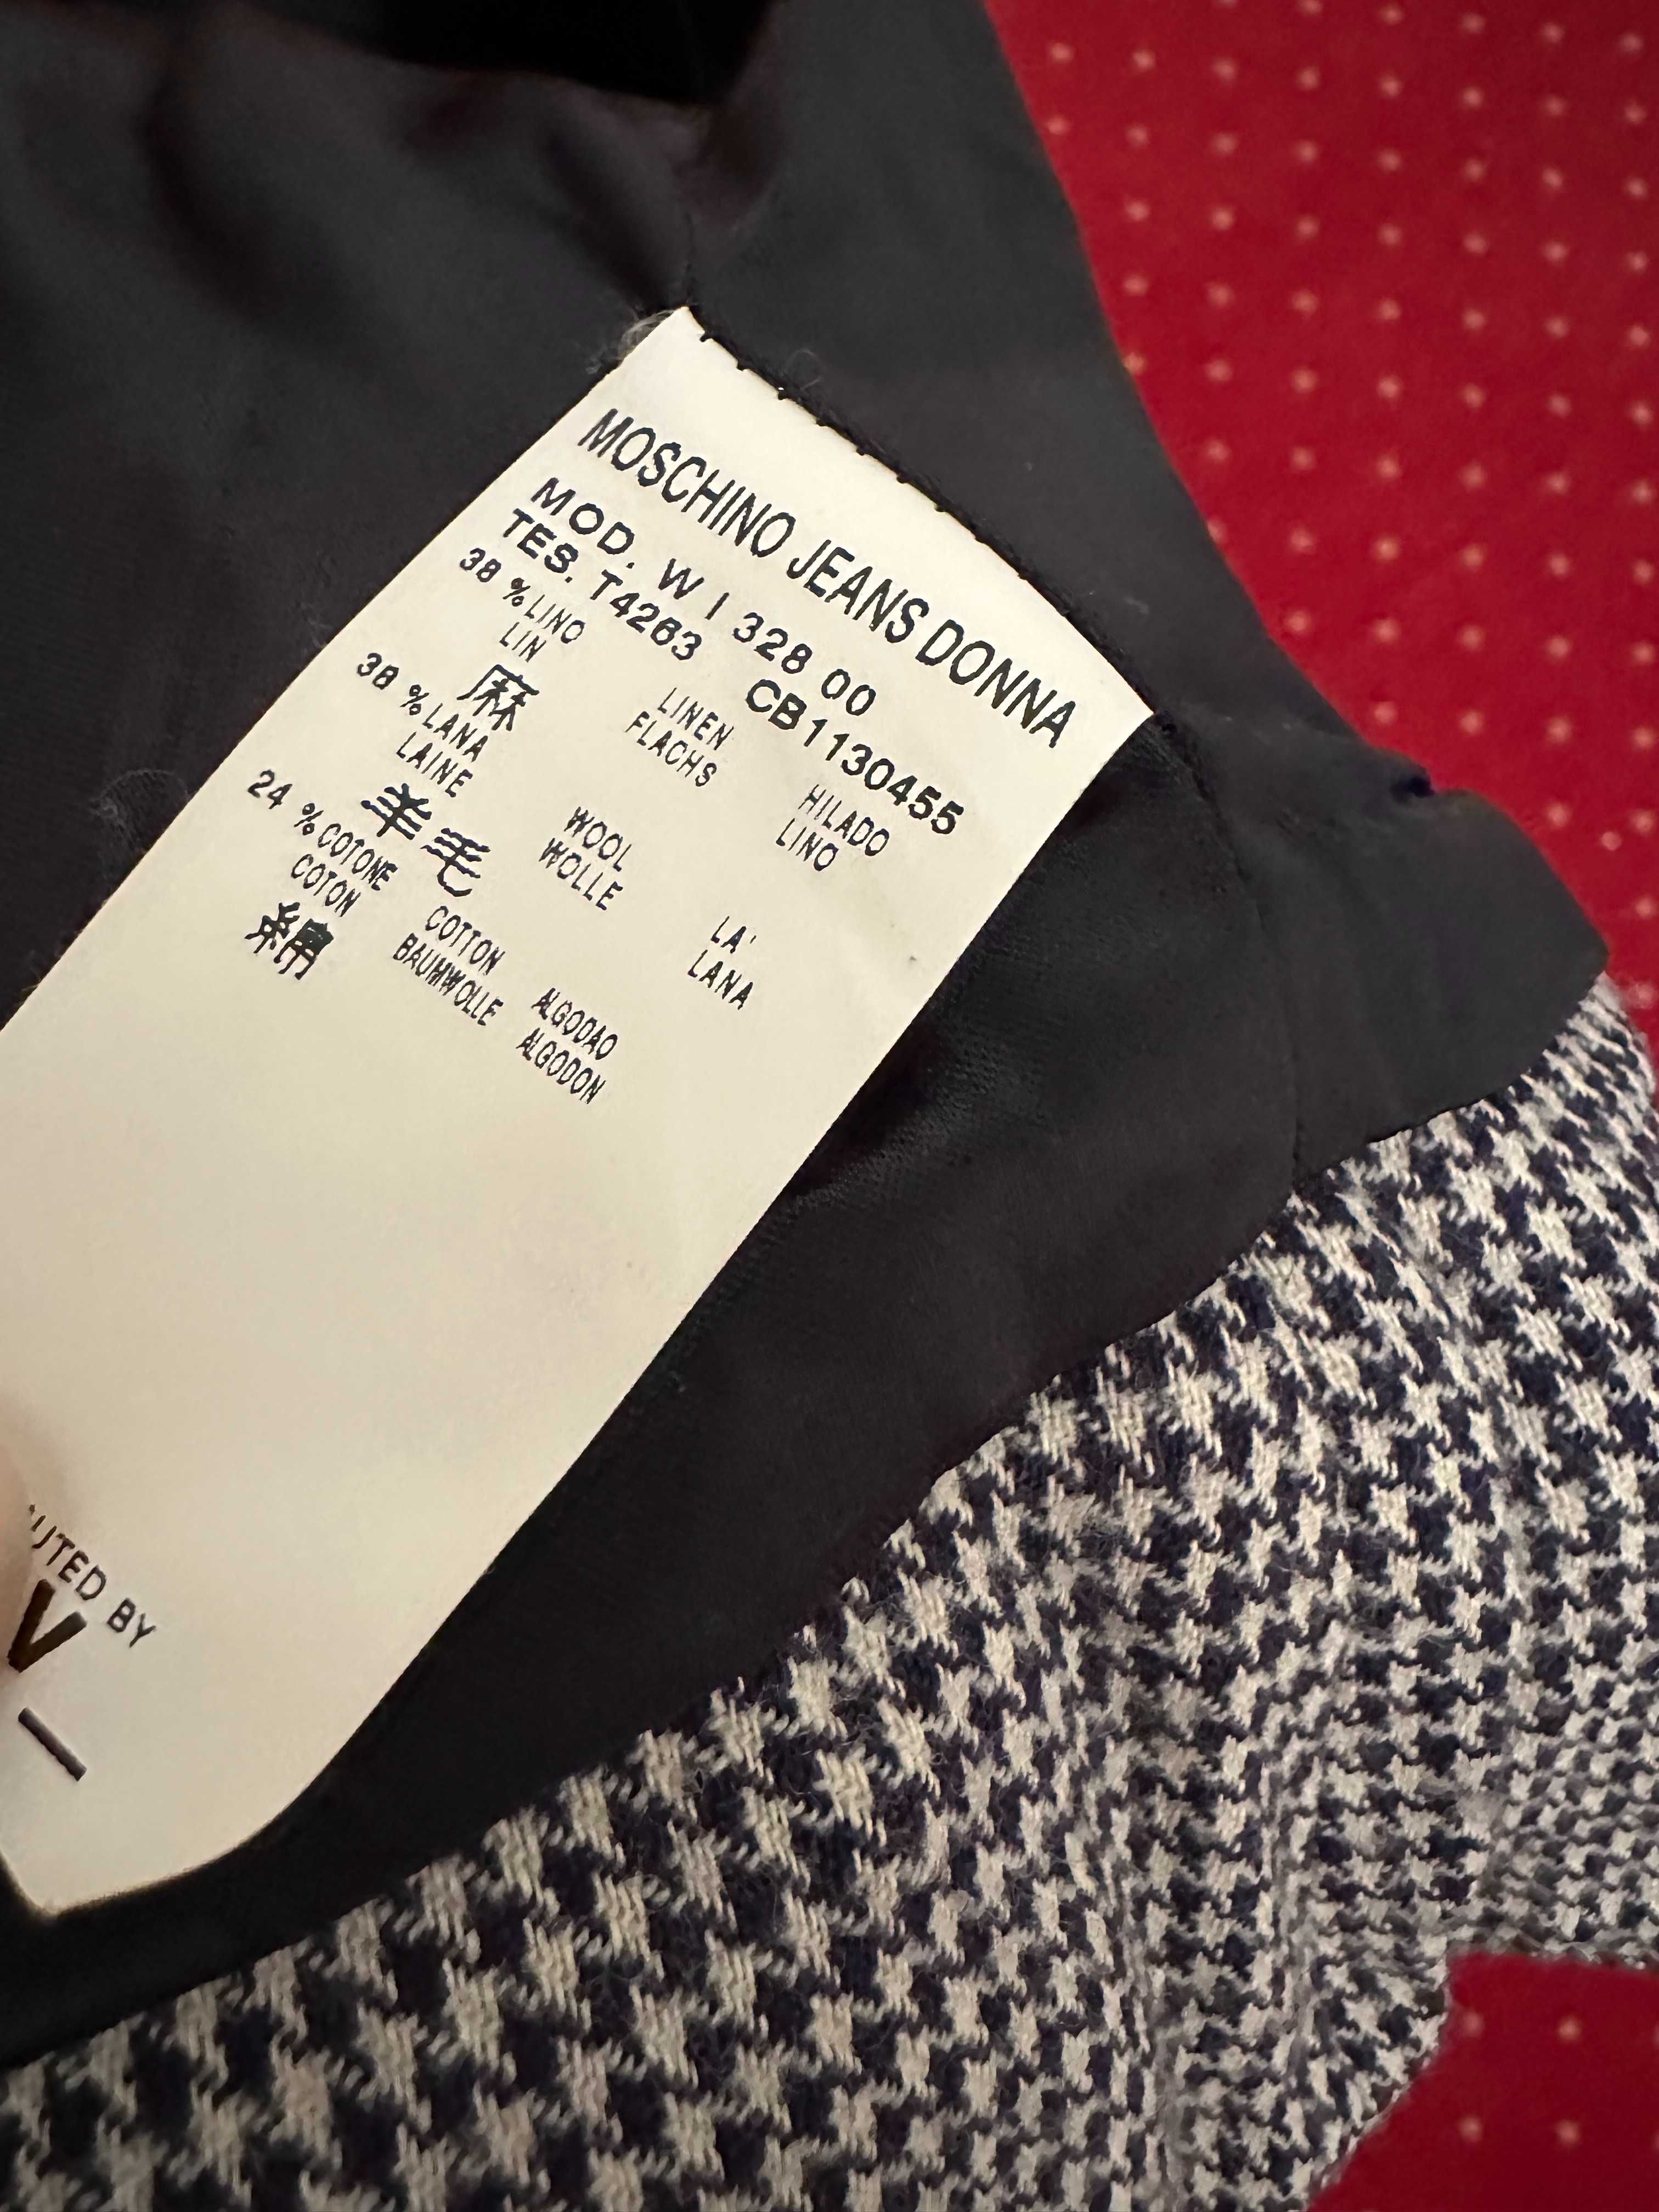 MOSCHINO JEANS DONNA
MOD. W I 328 00
TES. T4263 CB1130455
38 % LINO LINEN HILADO
LIN FLACHS LINO
麻
38 % LANA WOOL LA'
LAINE WOLLE LANA
羊毛
24 % COTONE COTTON ALGODAO
COTON BAUMWOLLE ALGODON
綿
UTED BY
V